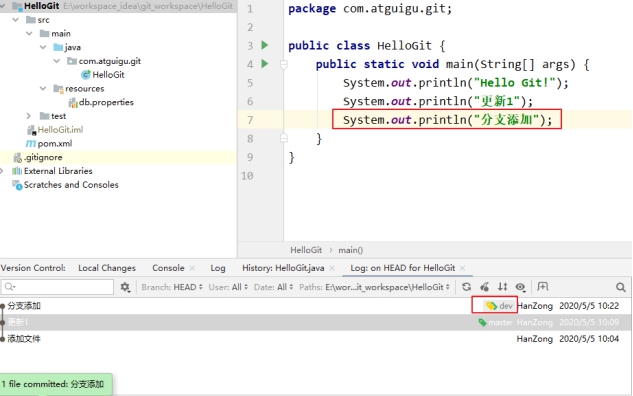 HelloGit E:\workspace_idea\git_workspace\HelloGit
src
main
java
com.atguigu.git
HelloGit
resources
db.properties
test
HelloGit.iml
pom.xml
.gitignore
External Libraries
Scratches and Consoles
1 package com.atguigu.git;
2
3 public class HelloGit {
4 public static void main(String[] args) {
5 System.out.println("Hello Git!");
6 System.out.println("更新1");
7 System.out.println("分支添加");
8 }
9 }
10
HelloGit › main()
Version Control: Local Changes Console × Log History: HelloGit.java × Log: on HEAD for HelloGit ×
Branch: HEAD User: All Date: All Paths: E:\wor...it_workspace\HelloGit
分支添加 dev HanZong 2020/5/5 10:22
更新1 master HanZong 2020/5/5 10:09
添加文件 HanZong 2020/5/5 10:04
1 file committed: 分支添加